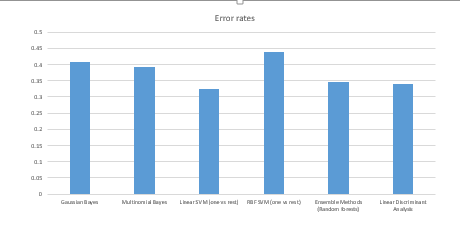 Error rates
0.5
0.45
0.4
0.35
0.3
0.25
0.2
0.15
0.1
0.05
0
Gaussian Bayes
Multinomial Bayes
Linear SVM (one vs rest)
RBF SVM (one vs rest)
Ensemble Methods
(Random forests)
Linear Discriminant
Analysis